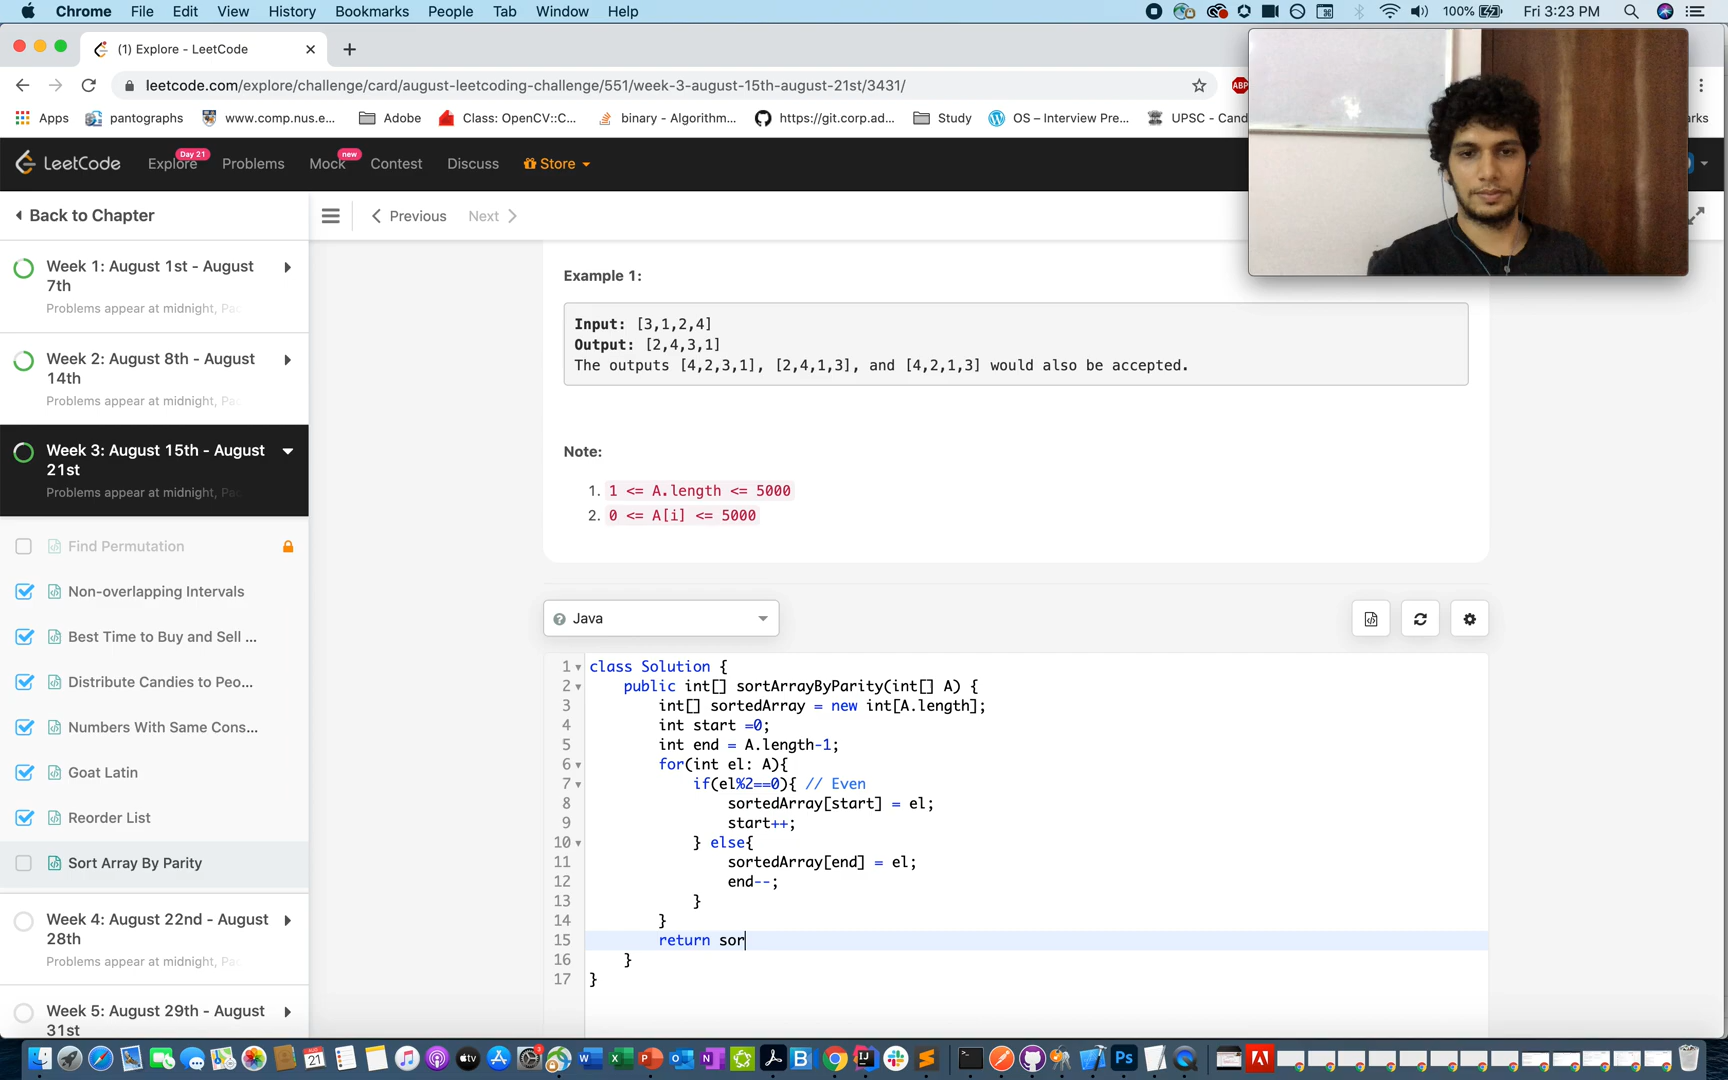 Chrome File Edit View History Bookmarks People Tab Window Help 100% Fri 3:23 PM
(1) Explore - LeetCode
leetcode.com/explore/challenge/card/august-leetcoding-challenge/551/week-3-august-15th-august-21st/3431/ ABP
Apps pantographs www.comp.nus.e... Adobe Class: OpenCV::C... binary - Algorithm... https://git.corp.ad... Study OS – Interview Pre... UPSC - Cand
LeetCode Explore Day 21 Problems Mock new Contest Discuss Store
Back to Chapter Previous Next
Week 1: August 1st - August
7th
Problems appear at midnight, Pac
Week 2: August 8th - August
14th
Problems appear at midnight, Pac
Week 3: August 15th - August
21st
Problems appear at midnight, Pac
Find Permutation
Non-overlapping Intervals
Best Time to Buy and Sell ...
Distribute Candies to Peo...
Numbers With Same Cons...
Goat Latin
Reorder List
Sort Array By Parity
Week 4: August 22nd - August
28th
Problems appear at midnight, Pac
Week 5: August 29th - August
31st
Example 1:
Input: [3,1,2,4]
Output: [2,4,3,1]
The outputs [4,2,3,1], [2,4,1,3], and [4,2,1,3] would also be accepted.
Note:
1. 1 <= A.length <= 5000
2. 0 <= A[i] <= 5000
Java
1 class Solution {
2 public int[] sortArrayByParity(int[] A) {
3 int[] sortedArray = new int[A.length];
4 int start =0;
5 int end = A.length-1;
6 for(int el: A){
7 if(el%2==0){ // Even
8 sortedArray[start] = el;
9 start++;
10 } else{
11 sortedArray[end] = el;
12 end--;
13 }
14 }
15 return sor
16 }
17 }